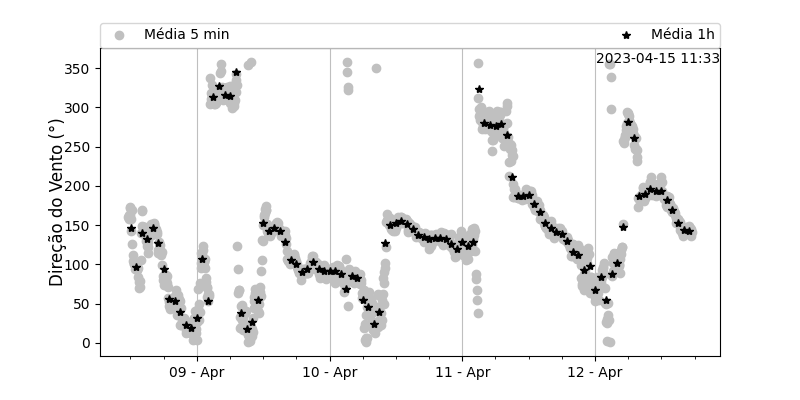 Média 5 min
Média 1h
2023-04-15 11:33
Direção do Vento (°)
350
300
250
200
150
100
50
0
09 - Apr
10 - Apr
11 - Apr
12 - Apr